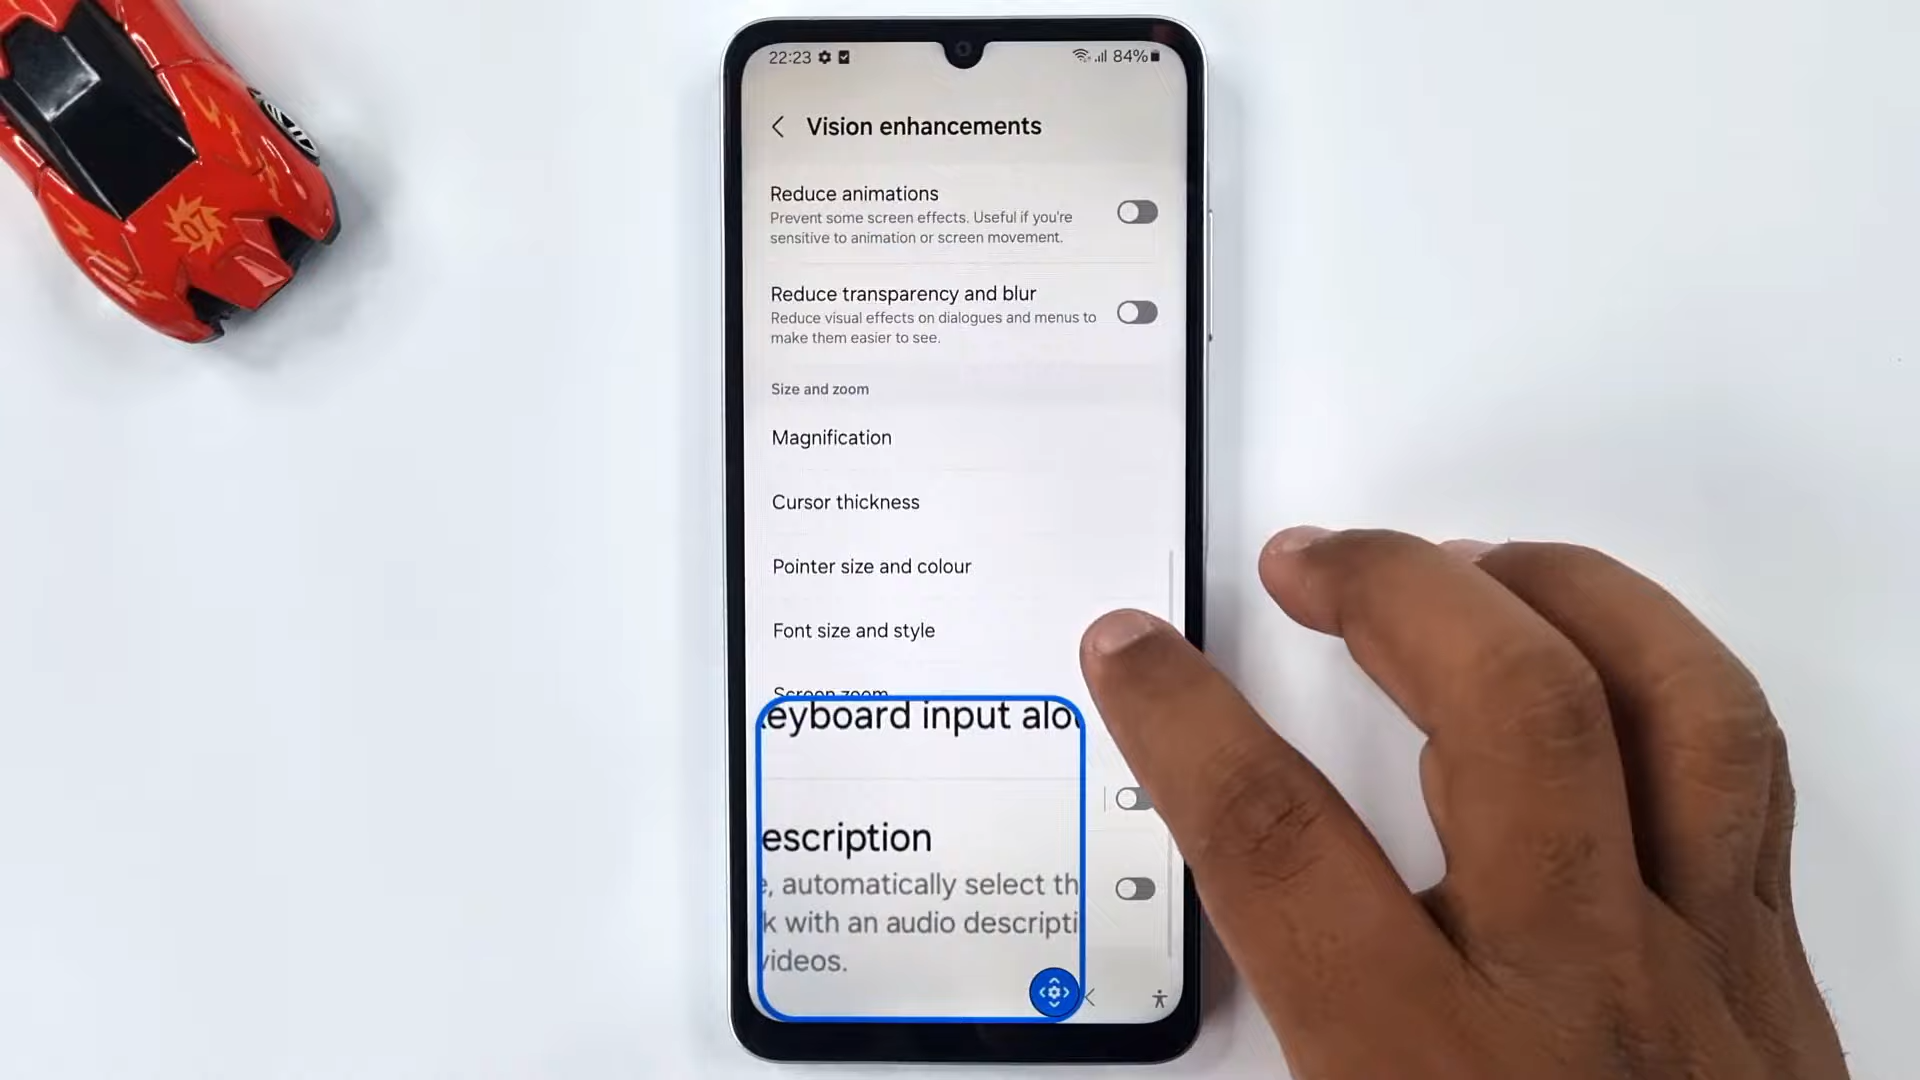 07
22:23
84%
Vision enhancements
Reduce animations
Prevent some screen effects. Useful if you're
sensitive to animation or screen movement.
Reduce transparency and blur
Reduce visual effects on dialogues and menus to
make them easier to see.
Size and zoom
Magnification
Cursor thickness
Pointer size and colour
Font size and style
Screen zoom
eyboard input alo
escription
e, automatically select th
k with an audio descripti
videos.